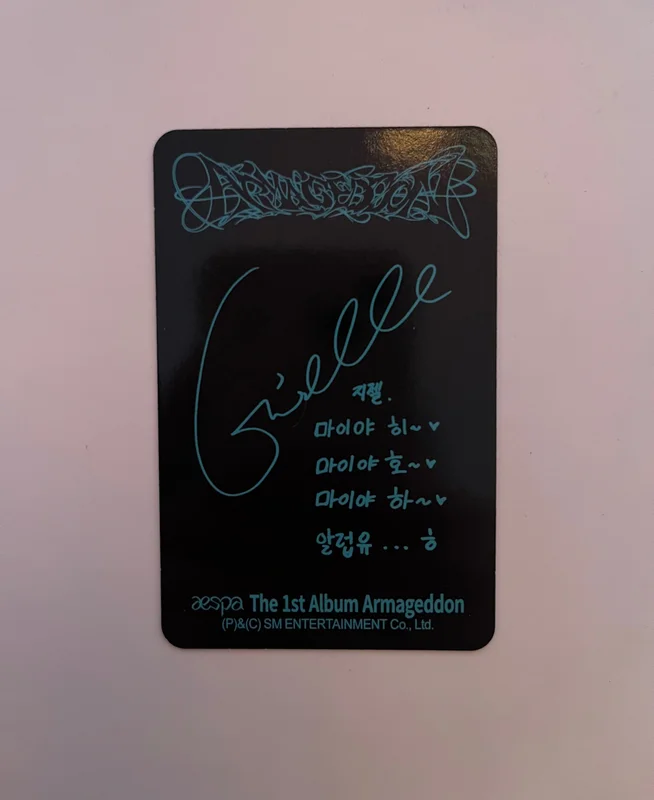 ARMAGEDDON
Giselle
지젤.
마이야 히~♥
마이야 호~♥
마이야 하~♥
알럽유 ... ㅎ
aespa The 1st Album Armageddon
(P)&(C) SM ENTERTAINMENT Co., Ltd.